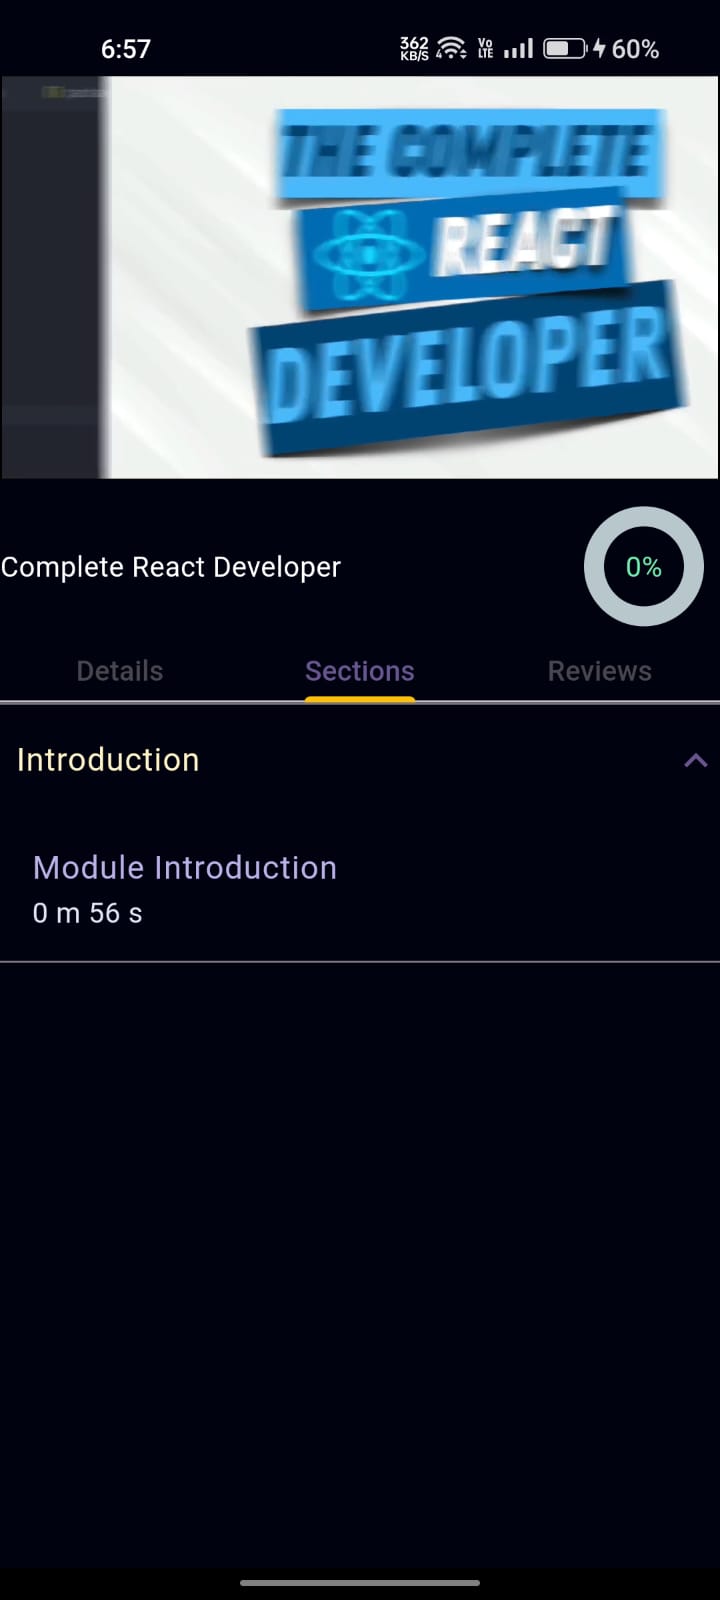 6:57
362
KB/S
4
Vo
LTE
60%
THE COMPLETE
REACT
DEVELOPER
Complete React Developer
0%
Details
Sections
Reviews
Introduction
Module Introduction
0 m 56 s